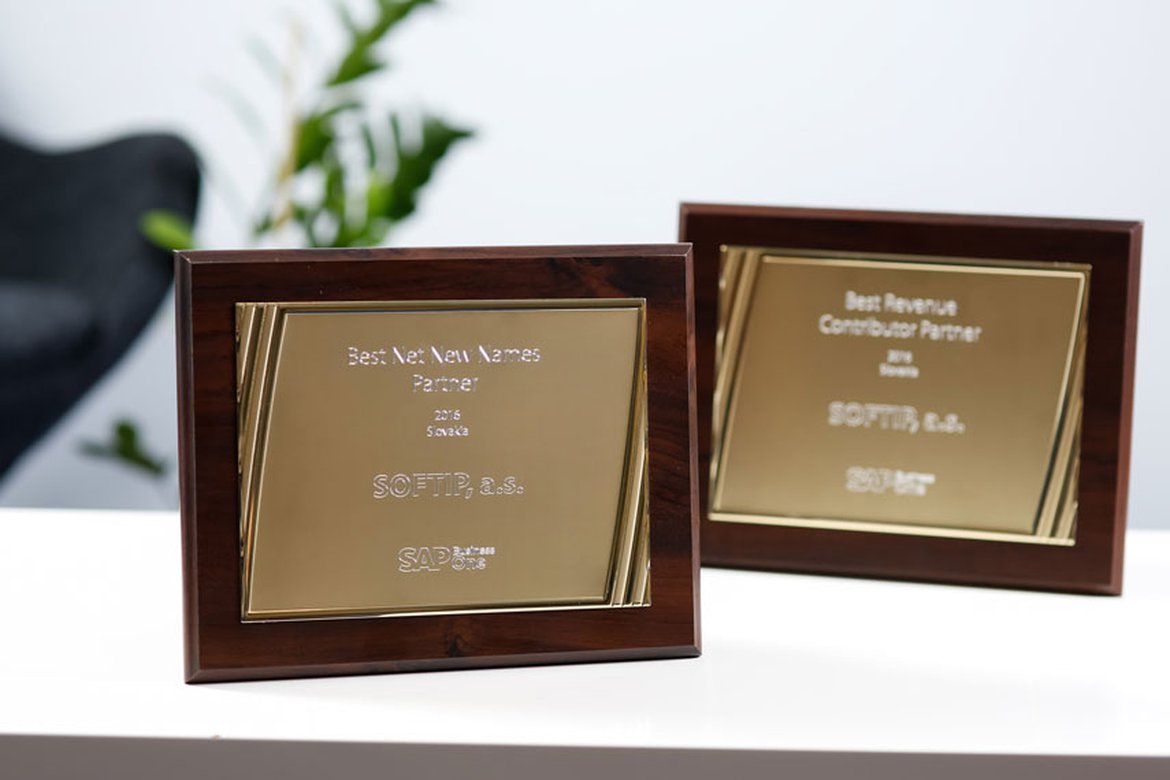 Best Net New Names
Partner
2016
Slovakia
SOFTIP, a.s.
SAP Business
One
Best Revenue
Contributor Partner
2016
Slovakia
SOFTIP, a.s.
SAP Business
One